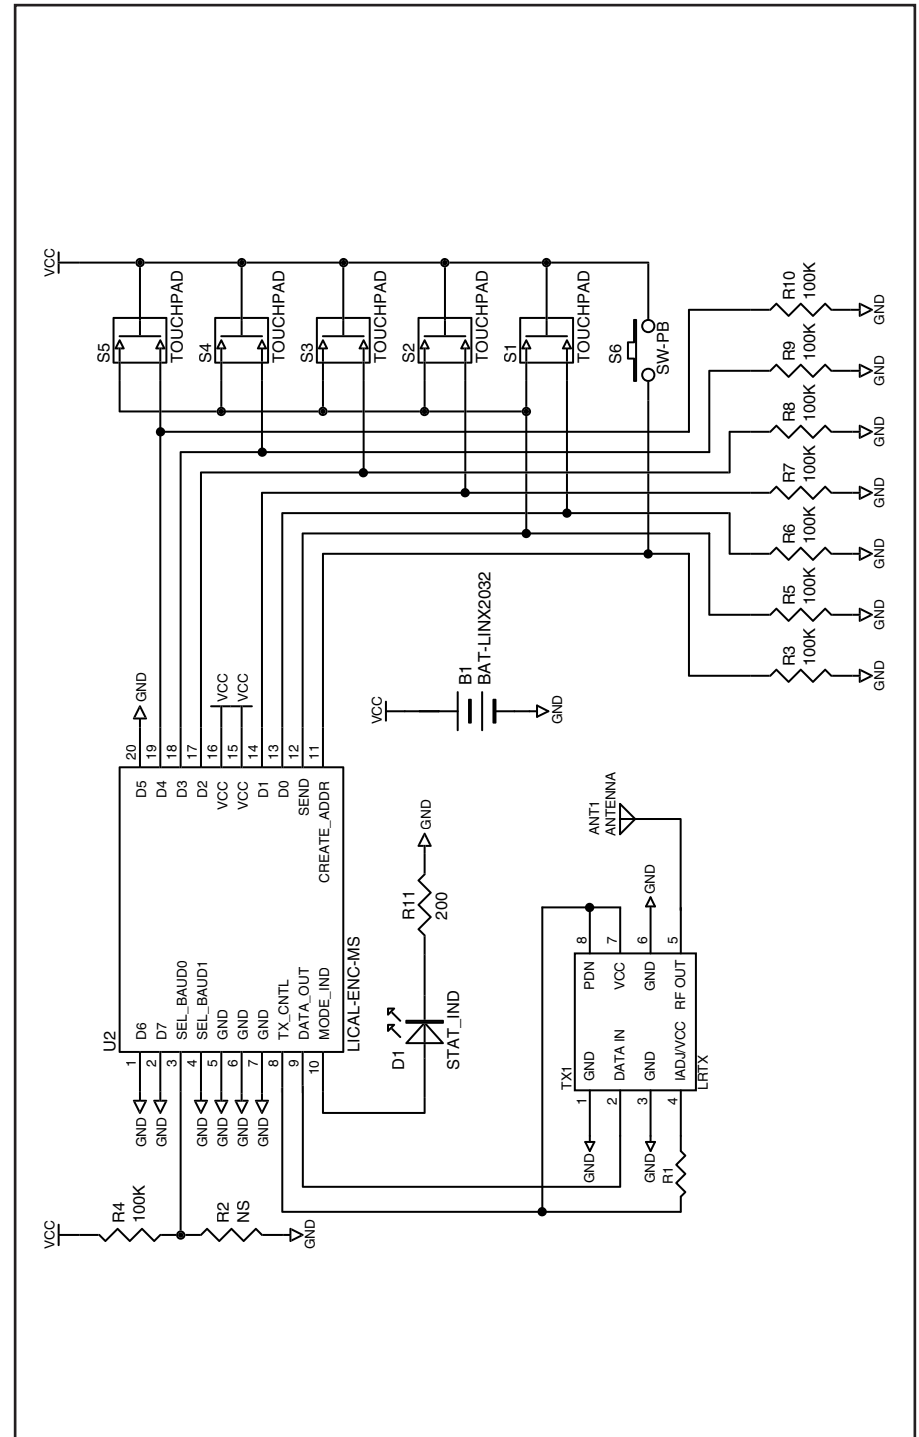 VCC
S5
TOUCHPAD
S4
TOUCHPAD
S3
TOUCHPAD
S2
TOUCHPAD
S1
TOUCHPAD
S6
SW-PB
R10
100K
GND
R9
100K
GND
R8
100K
GND
R7
100K
GND
R6
100K
GND
R5
100K
GND
R3
100K
GND
VCC
B1
BAT-LINX2032
GND
GND
VCC
VCC
20
19
18
17
16
15
14
13
12
11
D5
D4
D3
D2
VCC
VCC
D1
D0
SEND
CREATE_ADDR
U2
LICAL-ENC-MS
D6
D7
SEL_BAUD0
SEL_BAUD1
GND
GND
GND
TX_CNTL
DATA_OUT
MODE_IND
1
2
3
4
5
6
7
8
9
10
GND
GND
GND
GND
GND
GND
VCC
R4
100K
R2
NS
GND
D1
STAT_IND
R11
200
GND
ANT1
ANTENNA
TX1
LRTX
8
7
6
5
PDN
VCC
GND
RF OUT
GND
GND
DATA IN
GND
IADJ/VCC
1
2
3
4
GND
GND
R1